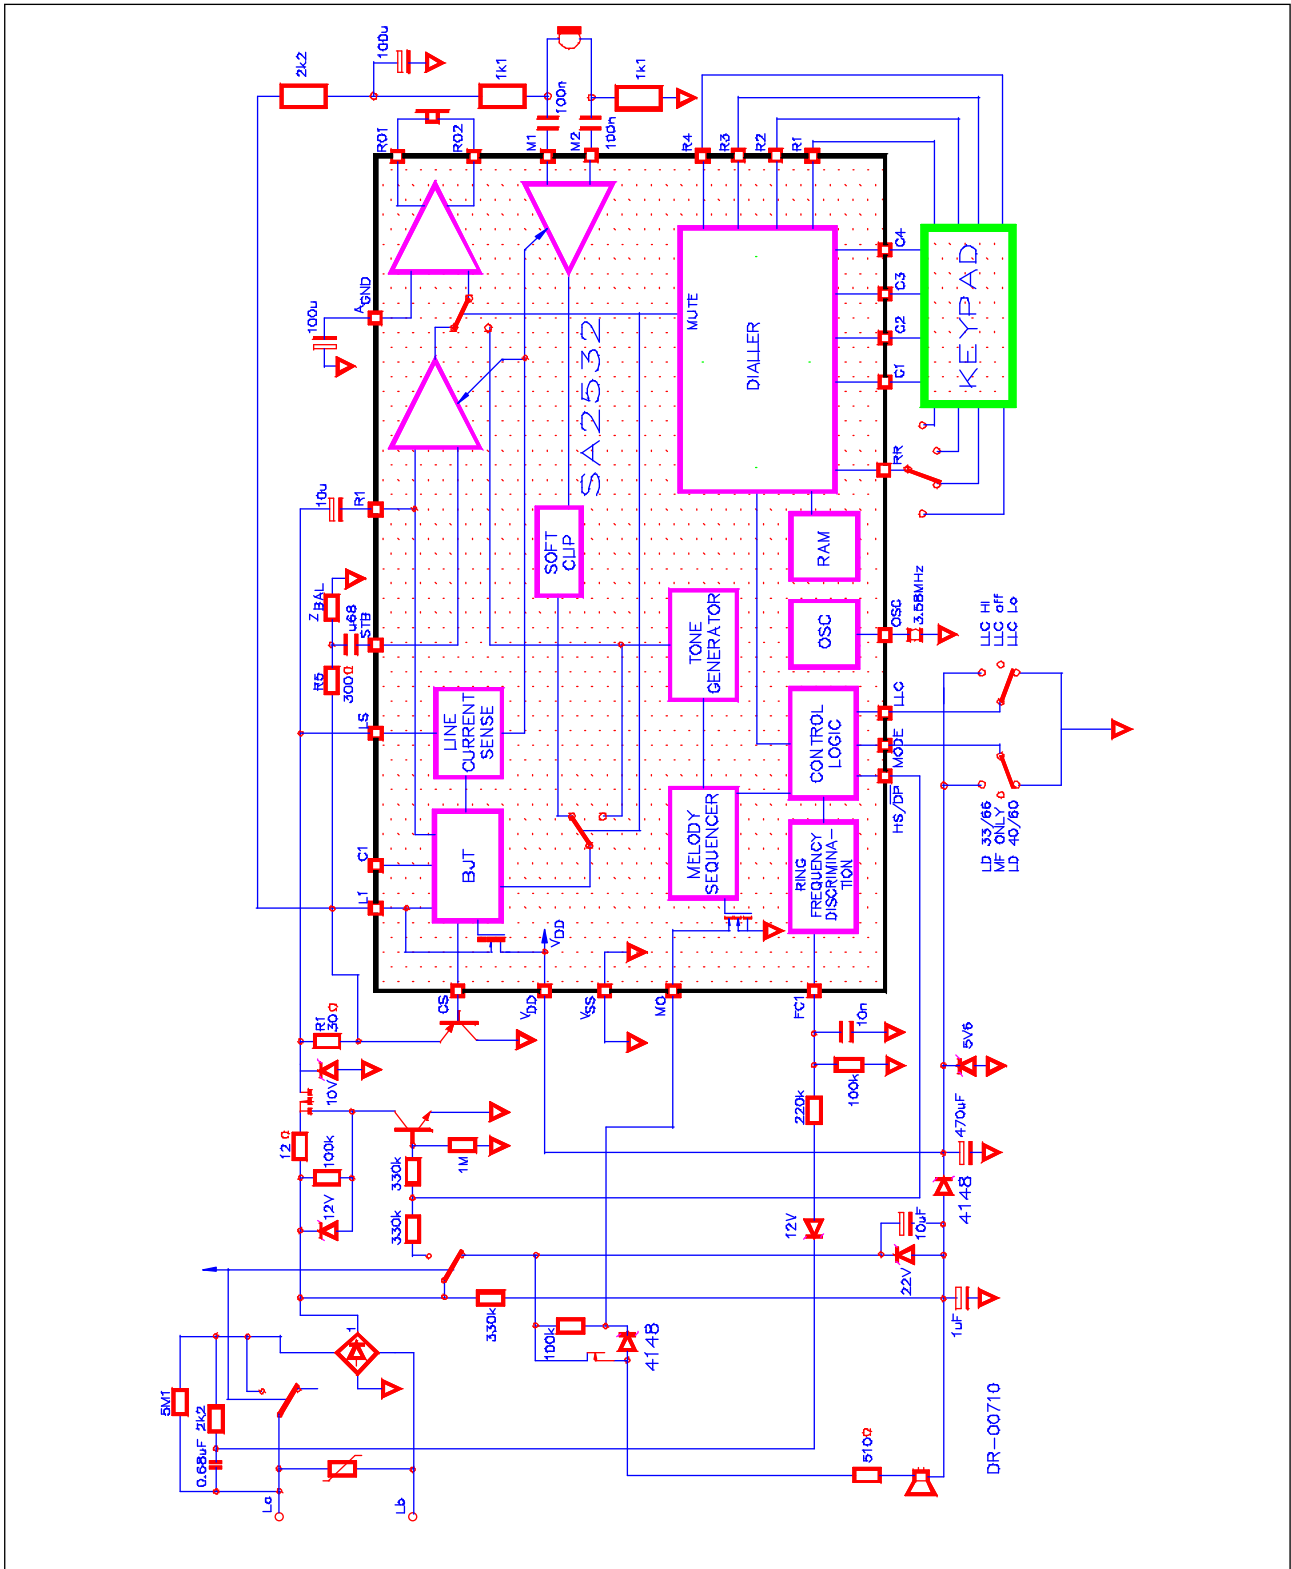 2k2
100u
1k1
100n
1k1
100n
RO1
RO2
M1
M2
R4
R3
R2
R1
100u
AGND
10u
R1
Z BAL
u68
STB
R5
300Ω
LS
C1
L1
SA2532
MUTE
DIALLER
RAM
SOFT
CLIP
TONE
GENERATOR
OSC
LINE
CURRENT
SENSE
CONTROL
LOGIC
BJT
MELODY
SEQUENCER
RING
FREQUENCY
DISCRIMINA-
TION
VDD
C4
C3
C2
C1
KEYPAD
RR
OSC
3.58MHz
LLC
MODE
HS/DP
LLC HI
LLC off
LLC Lo
LD 33/66
MF ONLY
LD 40/60
CS
VDD
VSS
MO
FC1
R1
30Ω
10V
12Ω
100k
12V
330k
1M
330k
10n
100k
220k
5V6
470uF
4148
12V
10uF
22V
330k
1uF
100k
4148
1
5M1
2k2
0.68uF
La
Lb
510Ω
DR-00710